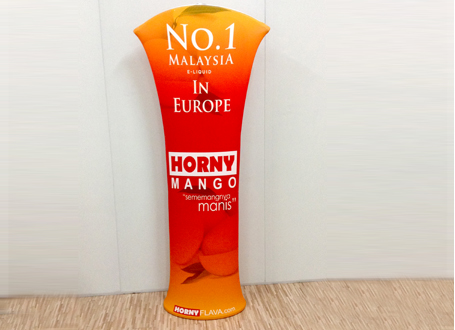 No.1
MALAYSIA
E-LIQUID
IN
EUROPE
HORNY
MANGO
"sememangnya
manis"
HORNYFLAVA.com